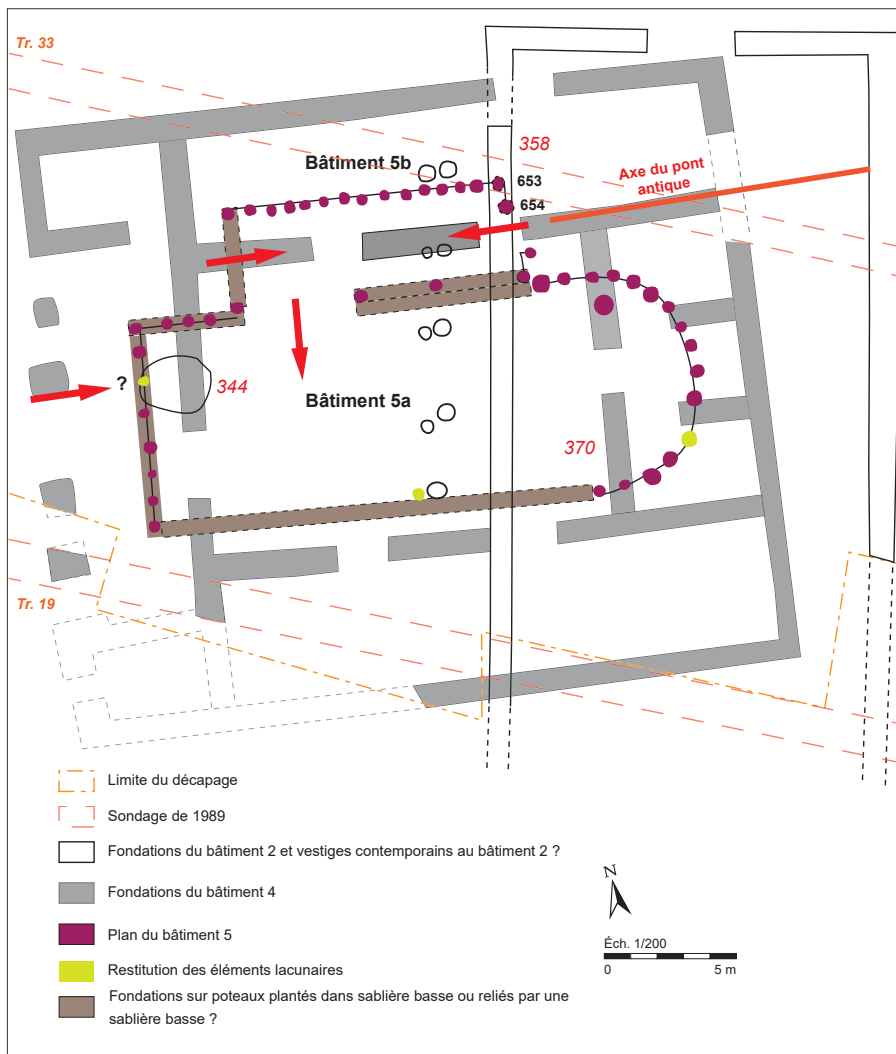 Tr. 33
358
Bâtiment 5b
653
654
Axe du pont
antique
?
344
Bâtiment 5a
370
Tr. 19
Limite du décapage
Sondage de 1989
Fondations du bâtiment 2 et vestiges contemporains au bâtiment 2 ?
Fondations du bâtiment 4
Plan du bâtiment 5
Restitution des éléments lacunaires
Fondations sur poteaux plantés dans sablière basse ou reliés par une
sablière basse ?
N
Éch. 1/200
0 5 m